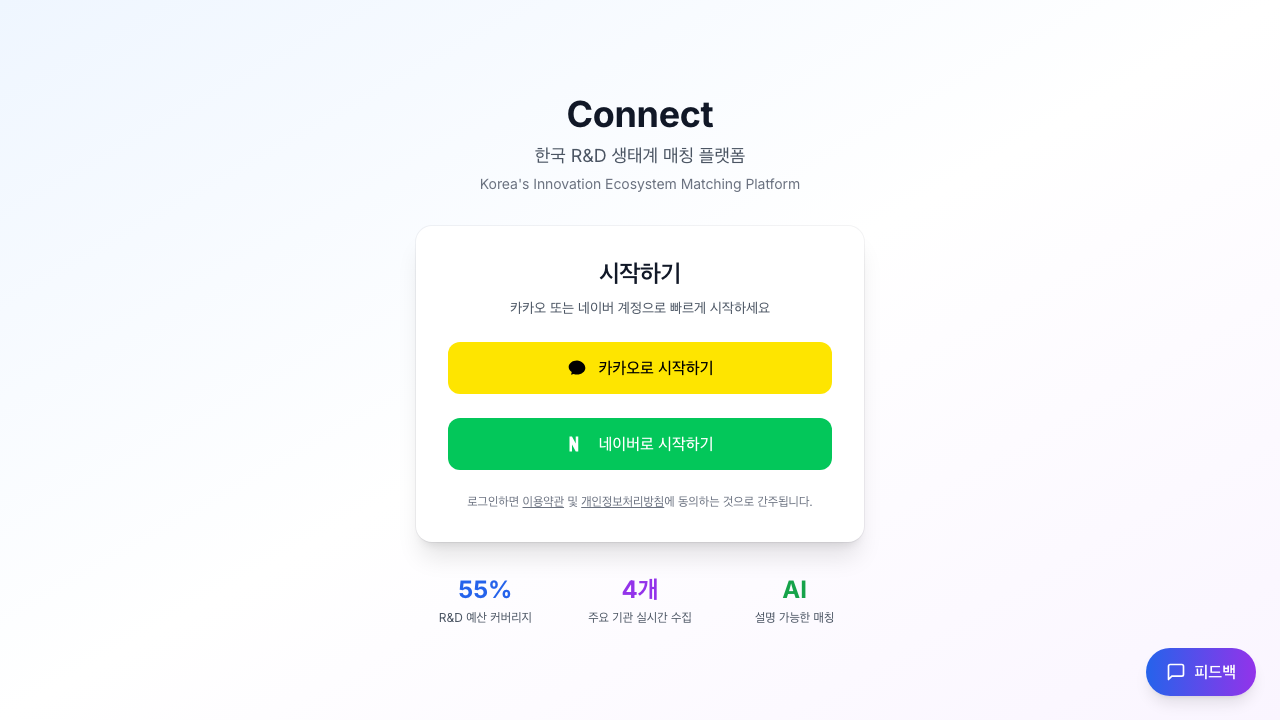 Connect
한국 R&D 생태계 매칭 플랫폼
Korea's Innovation Ecosystem Matching Platform
시작하기
카카오 또는 네이버 계정으로 빠르게 시작하세요
카카오로 시작하기
N 네이버로 시작하기
로그인하면 이용약관 및 개인정보처리방침에 동의하는 것으로 간주됩니다.
55% 4개 AI
R&D 예산 커버리지 주요 기관 실시간 수집 설명 가능한 매칭
피드백